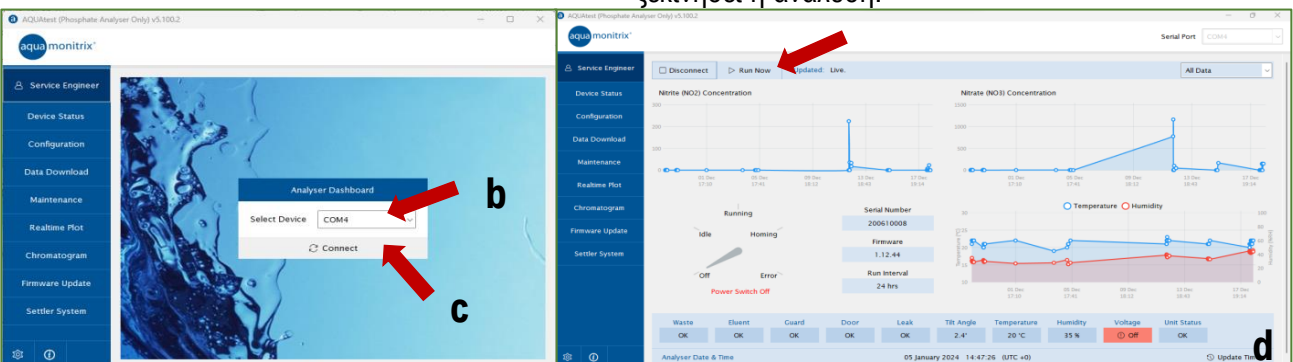 ξεκινήσει η ανάλυση.
AQUAtest (Phosphate Analyser Only) v5.100.2
aqua monitrix
Service Engineer
Device Status
Configuration
Data Download
Maintenance
Realtime Plot
Chromatogram
Firmware Update
Settler System
Analyser Dashboard
Select Device COM4
Connect
b
c
AQUAtest (Phosphate Analyser Only) v5.100.2
aqua monitrix
Serial Port COM4
Service Engineer
Device Status
Configuration
Data Download
Maintenance
Realtime Plot
Chromatogram
Firmware Update
Settler System
Disconnect Run Now Updated: Live. All Data
Nitrite (NO2) Concentration
Nitrate (NO3) Concentration
Running
Idle Homing
Off Error
Power Switch Off
Serial Number
200610008
Firmware
1.12.44
Run Interval
24 hrs
Temperature Humidity
Waste Eluent Guard Door Leak Tilt Angle Temperature Humidity Voltage Unit Status
OK OK OK OK OK 2.4° 20 °C 35 % Off OK
Analyser Date & Time 05 January 2024 14:47:26 (UTC +0) Update
d